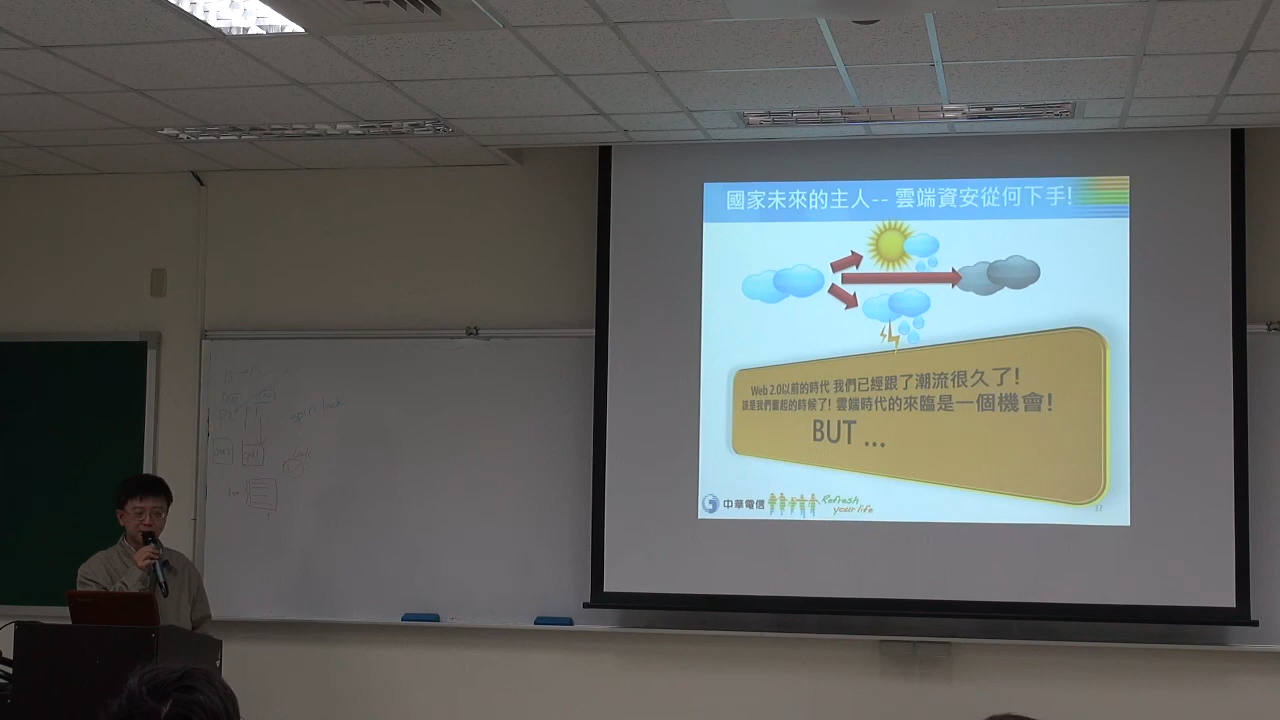 國家未來的主人-- 雲端資安從何下手!
Web 2.0以前的時代 我們已經跟了潮流很久了!
該是我們奮起的時候了! 雲端時代的來臨是一個機會!
BUT ...
中華電信
Refresh
your life
37
spin lock